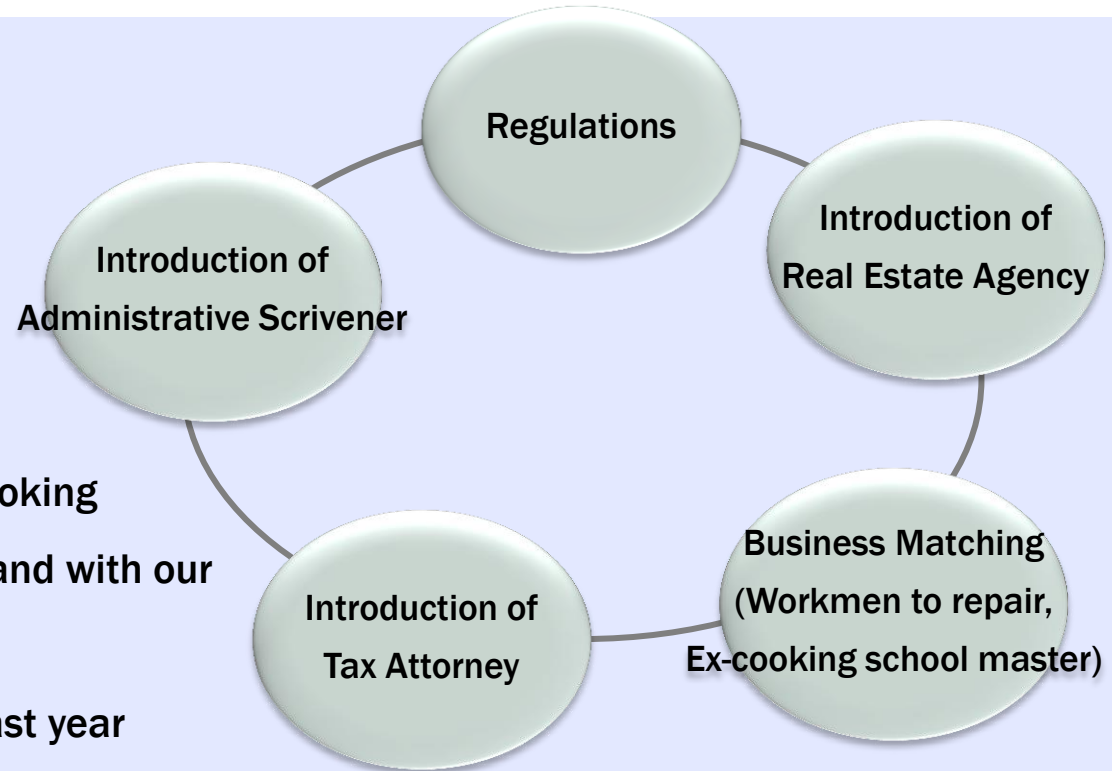 Regulations
Introduction of
Real Estate Agency
Introduction of
Administrative Scrivener
Business Matching
(Workmen to repair,
Ex-cooking school master)
Introduction of
Tax Attorney
oking
and with our
ast year